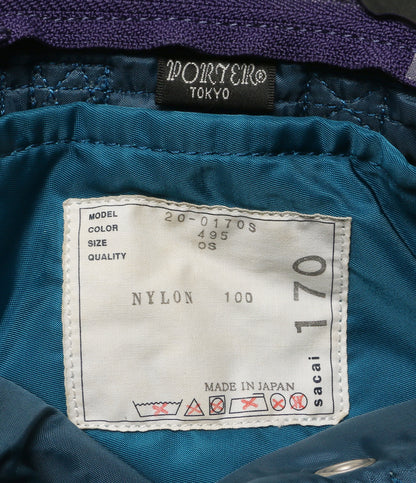 PORTER®
TOKYO
MODEL 20-0170S
COLOR 495
SIZE OS
QUALITY
NYLON 100
MADE IN JAPAN
sacai 170